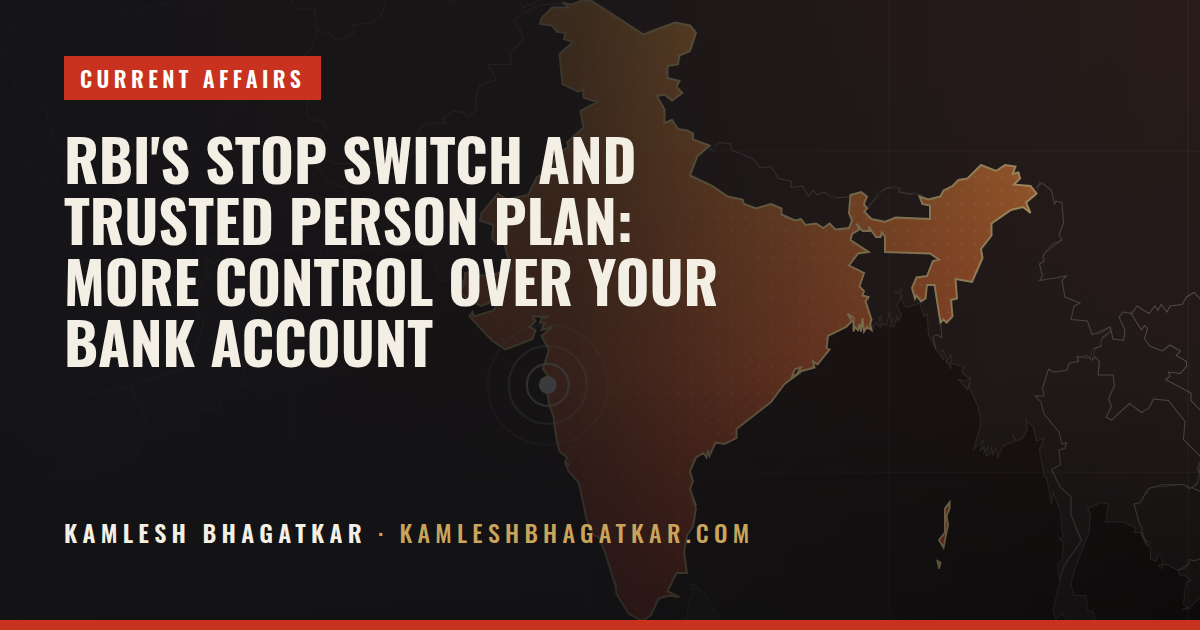 CURRENT AFFAIRS
RBI'S STOP SWITCH AND
TRUSTED PERSON PLAN:
MORE CONTROL OVER YOUR
BANK ACCOUNT
KAMLESH BHAGATKAR · KAMLESHBHAGATKAR.COM